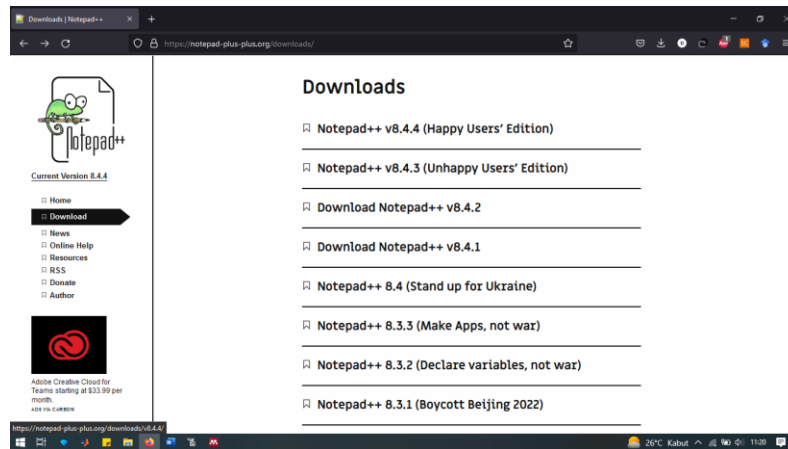 Downloads | Notepad++
https://notepad-plus-plus.org/downloads/
Notepad++
Current Version 8.4.4
Home
Download
News
Online Help
Resources
RSS
Donate
Author
Adobe Creative Cloud for
Teams starting at $33.99 per
month.
ADS VIA CARBON
Downloads
Notepad++ v8.4.4 (Happy Users' Edition)
Notepad++ v8.4.3 (Unhappy Users' Edition)
Download Notepad++ v8.4.2
Download Notepad++ v8.4.1
Notepad++ 8.4 (Stand up for Ukraine)
Notepad++ 8.3.3 (Make Apps, not war)
Notepad++ 8.3.2 (Declare variables, not war)
Notepad++ 8.3.1 (Boycott Beijing 2022)
https://notepad-plus-plus.org/downloads/v8.4.4/
26°C Kabut
11:20